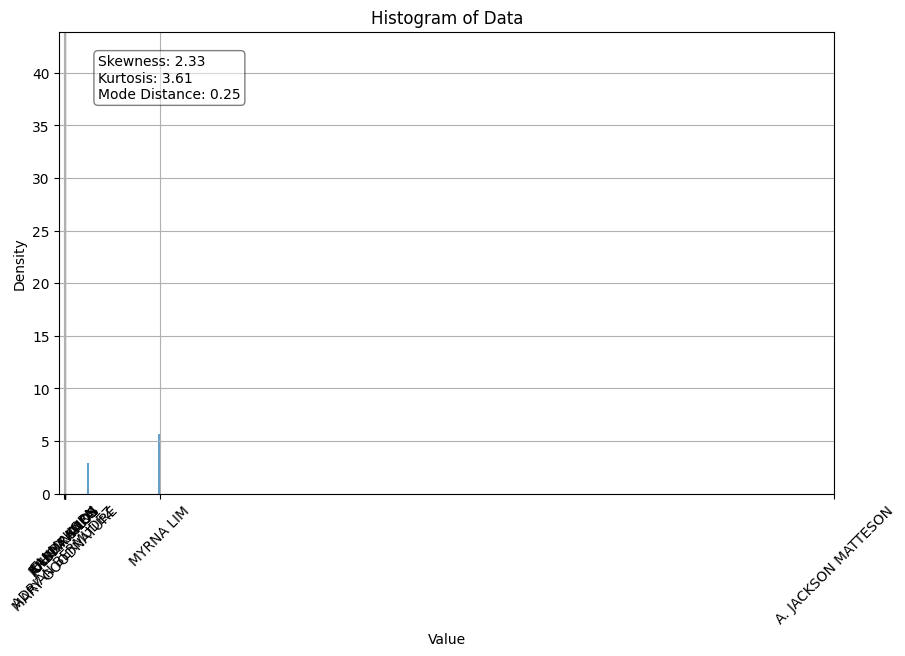 Histogram of Data
Skewness: 2.33
Kurtosis: 3.61
Mode Distance: 0.25
Density
40
35
30
25
20
15
10
5
0
MYRNA LIM
A. JACKSON MATTESON
Value